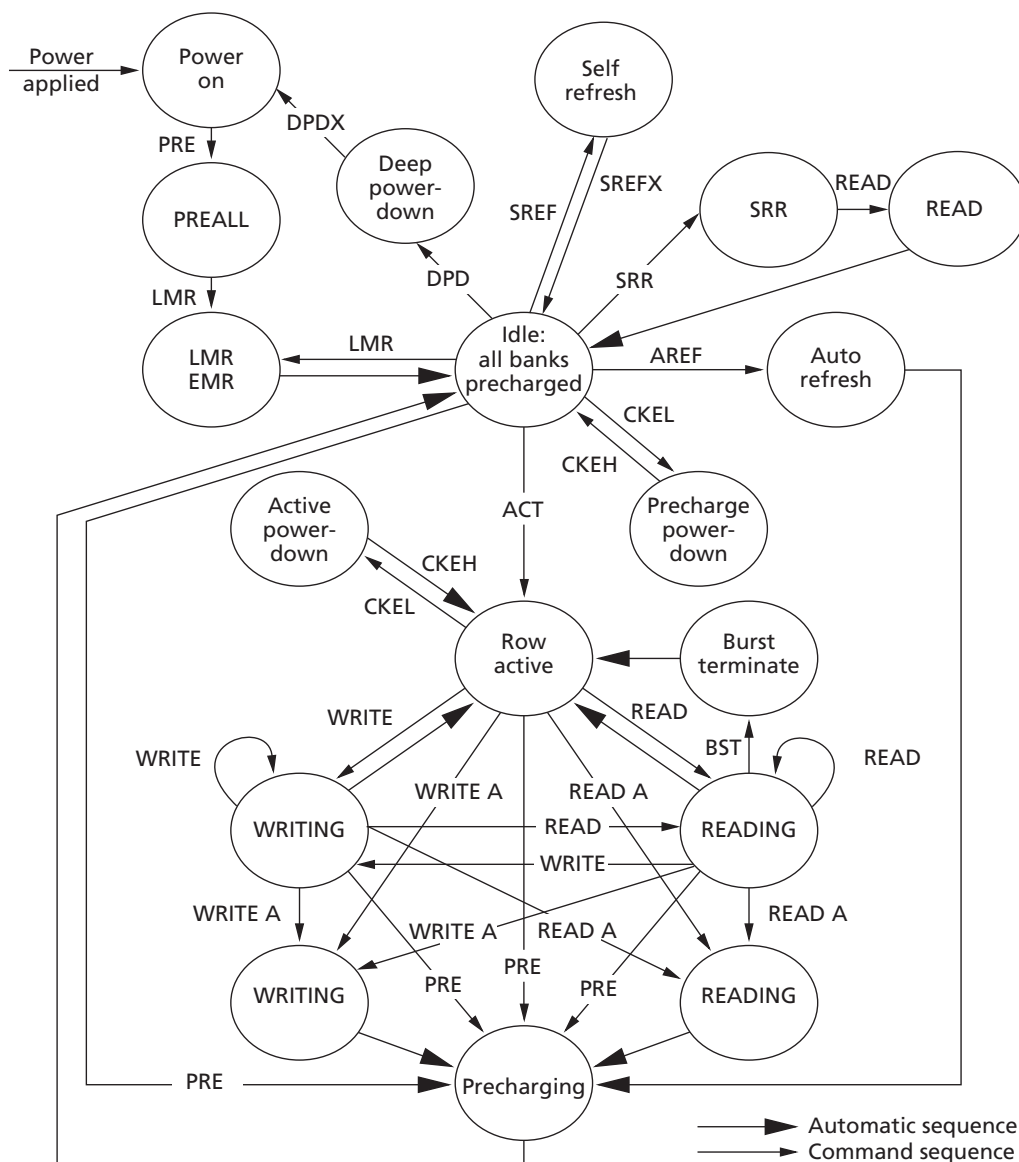 Power
applied
Power
on
PRE
DPDX
Self
refresh
Deep
power-
down
PREALL
SREF
SREFX
SRR
READ
READ
SRR
DPD
LMR
LMR
EMR
LMR
Idle:
all banks
precharged
AREF
Auto
refresh
CKEL
CKEH
Precharge
power-
down
ACT
Active
power-
down
CKEH
CKEL
Row
active
Burst
terminate
WRITE
READ
BST
WRITE
READ
WRITE A
READ A
WRITING
READ
READING
WRITE
WRITE A
WRITE A
READ A
READ A
WRITING
PRE
PRE
PRE
READING
PRE
Precharging
Automatic sequence
Command sequence